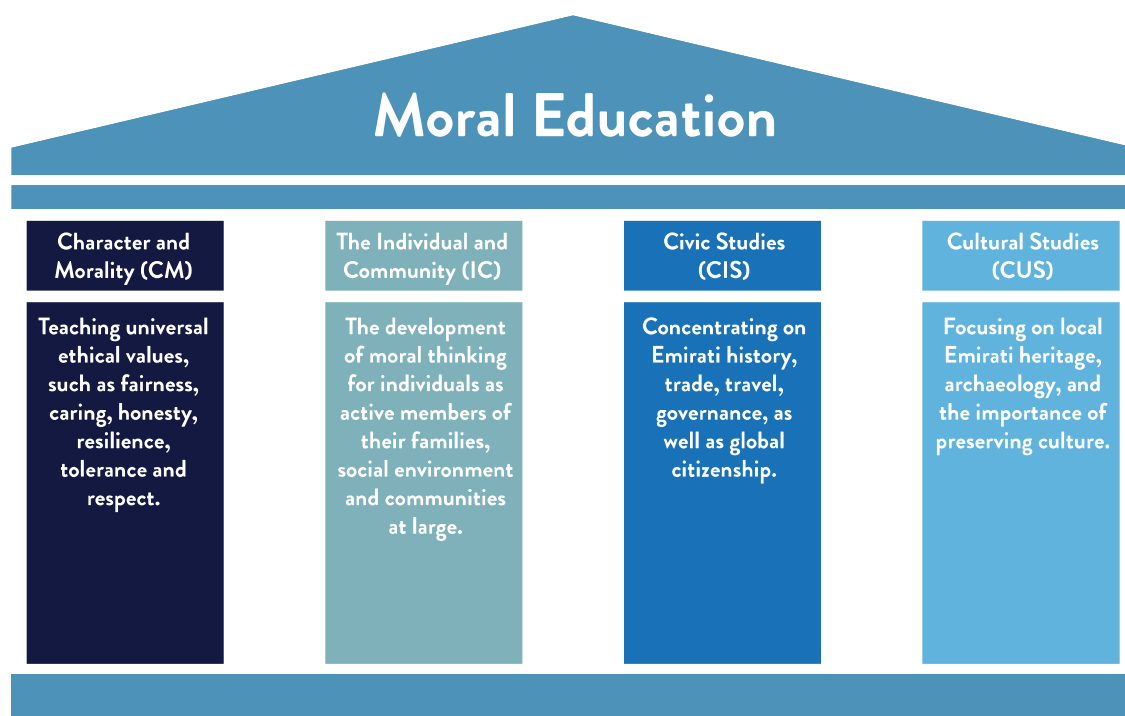 Moral Education
Character and
Morality (CM)
Teaching universal
ethical values,
such as fairness,
caring, honesty,
resilience,
tolerance and
respect.
The Individual and
Community (IC)
The development
of moral thinking
for individuals as
active members of
their families,
social environment
and communities
at large.
Civic Studies
(CIS)
Concentrating on
Emirati history,
trade, travel,
governance, as
well as global
citizenship.
Cultural Studies
(CUS)
Focusing on local
Emirati heritage,
archaeology, and
the importance of
preserving culture.